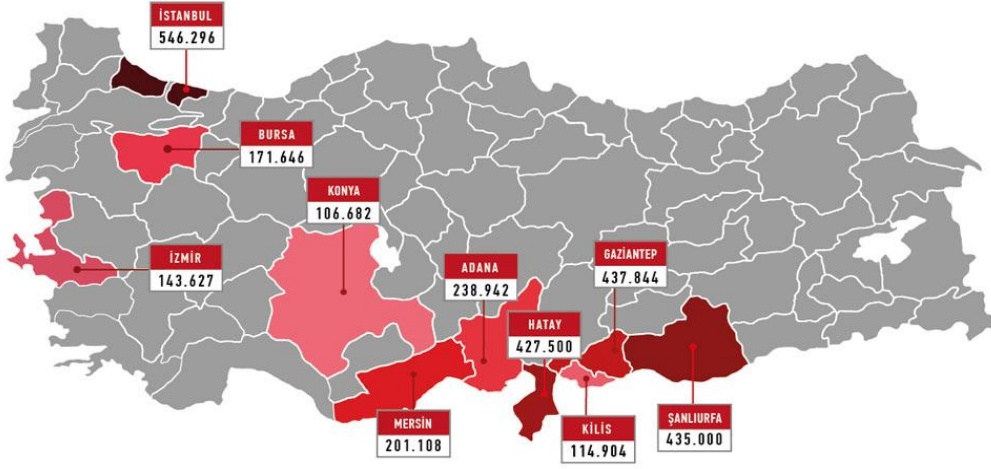 İSTANBUL
546.296
BURSA
171.646
KONYA
106.682
İZMİR
143.627
ADANA
238.942
GAZİANTEP
437.844
HATAY
427.500
MERSİN
201.108
KİLİS
114.904
ŞANLIURFA
435.000